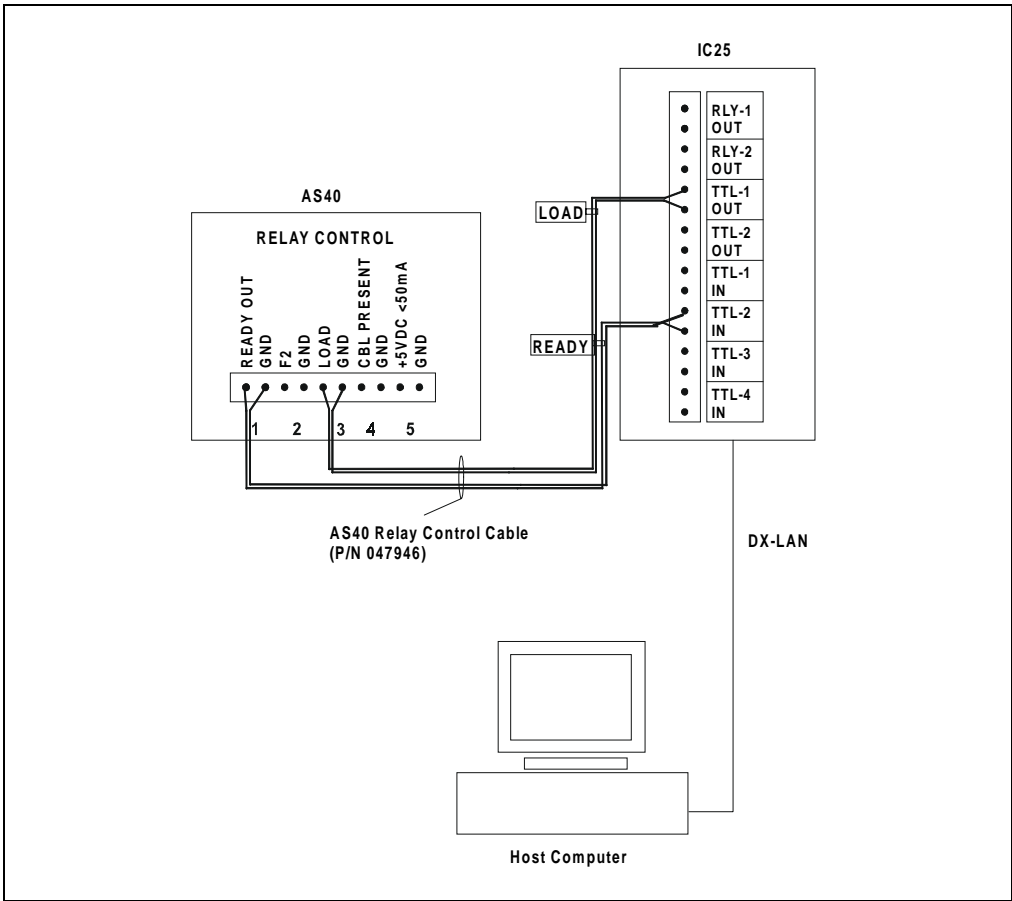 IC25
RLY-1
OUT
RLY-2
OUT
TTL-1
OUT
TTL-2
OUT
TTL-1
IN
TTL-2
IN
TTL-3
IN
TTL-4
IN
AS40
RELAY CONTROL
READY OUT
GND
F2
GND
LOAD
GND
CBL PRESENT
GND
+5VDC <50mA
GND
1 2 3 4 5
LOAD
READY
AS40 Relay Control Cable
(P/N 047946)
DX-LAN
Host Computer